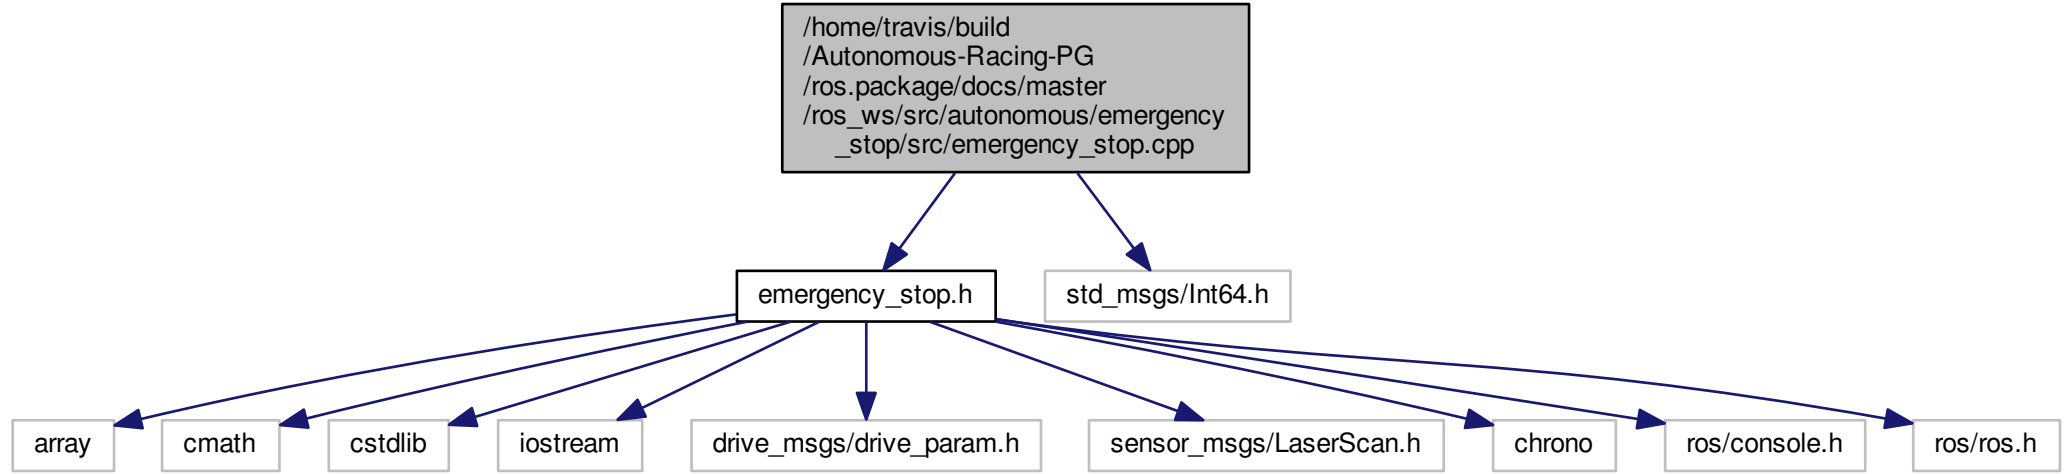 /home/travis/build
/Autonomous-Racing-PG
/ros.package/docs/master
/ros_ws/src/autonomous/emergency
_stop/src/emergency_stop.cpp
emergency_stop.h
std_msgs/Int64.h
array
cmath
cstdlib
iostream
drive_msgs/drive_param.h
sensor_msgs/LaserScan.h
chrono
ros/console.h
ros/ros.h